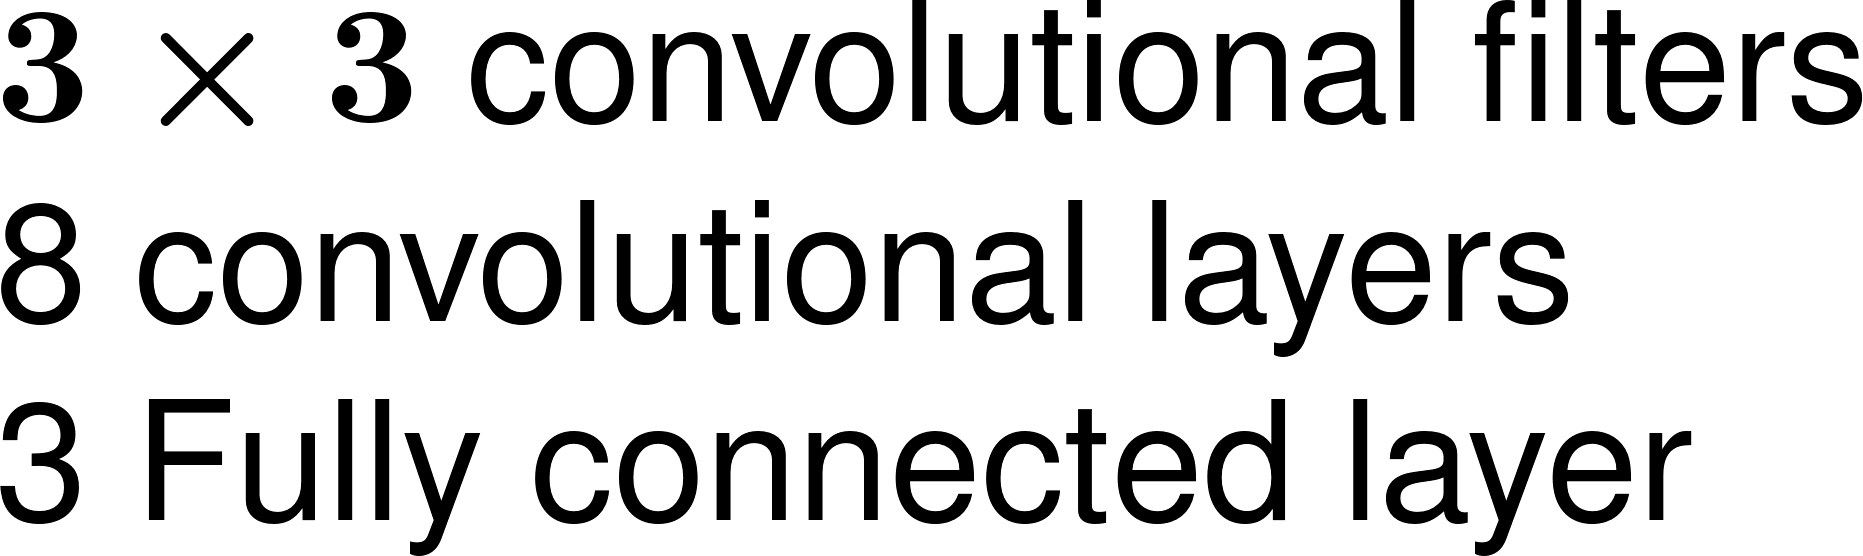 3 × 3 convolutional filters
8 convolutional layers
3 Fully connected layer